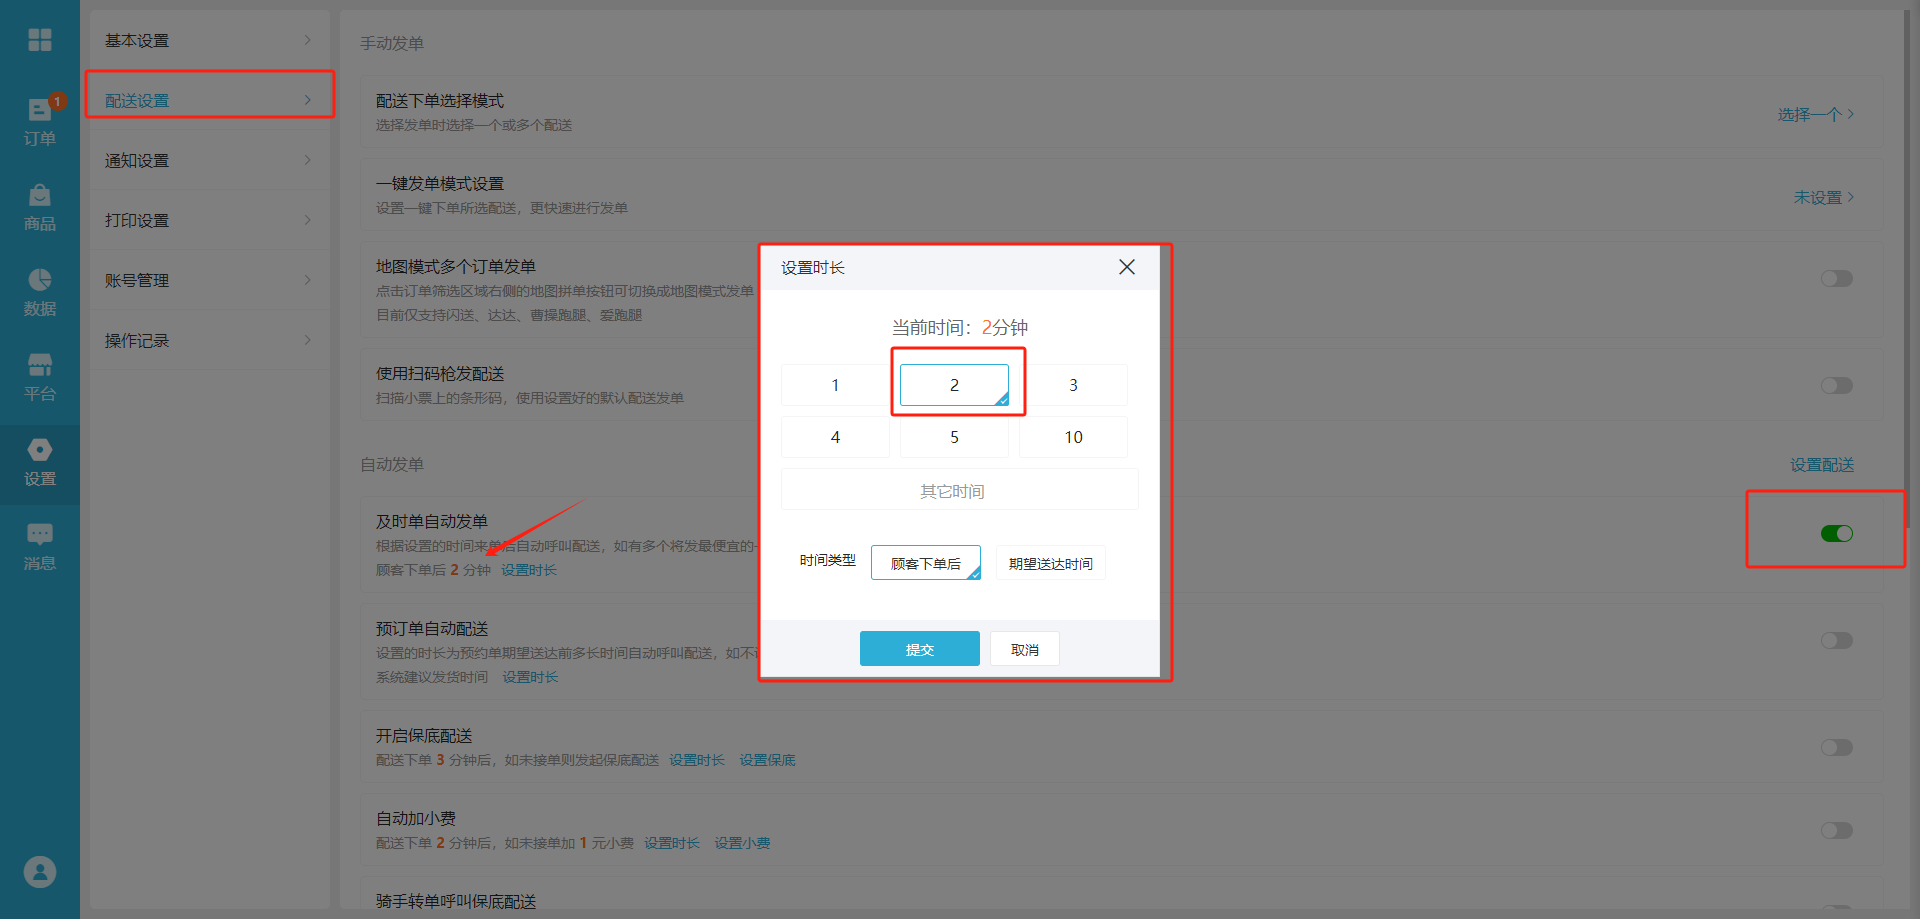 1
订单
商品
数据
平台
设置
消息
基本设置
配送设置
通知设置
打印设置
账号管理
操作记录
手动发单
配送下单选择模式
选择发单时选择一个或多个配送
选择一个
一键发单模式设置
设置一键下单所选配送，更快速进行发单
未设置
地图模式多个订单发单
点击订单筛选区域右侧的地图拼单按钮可切换成地图模式发单
目前仅支持闪送、达达、曹操跑腿、爱跑腿
使用扫码枪发配送
扫描小票上的条形码，使用设置好的默认配送发单
自动发单
设置配送
及时单自动发单
根据设置的时间来单后自动呼叫配送，如有多个将发最便宜的
顾客下单后 2 分钟 设置时长
预订单自动配送
设置的时长为预约单期望送达前多长时间自动呼叫配送，如不
系统建议发货时间 设置时长
开启保底配送
配送下单 3 分钟后，如未接单则发起保底配送 设置时长 设置保底
自动加小费
配送下单 2 分钟后，如未接单加 1 元小费 设置时长 设置小费
骑手转单呼叫保底配送
设置时长
当前时间：2分钟
1 2 3
4 5 10
其它时间
时间类型 顾客下单后 期望送达时间
提交 取消